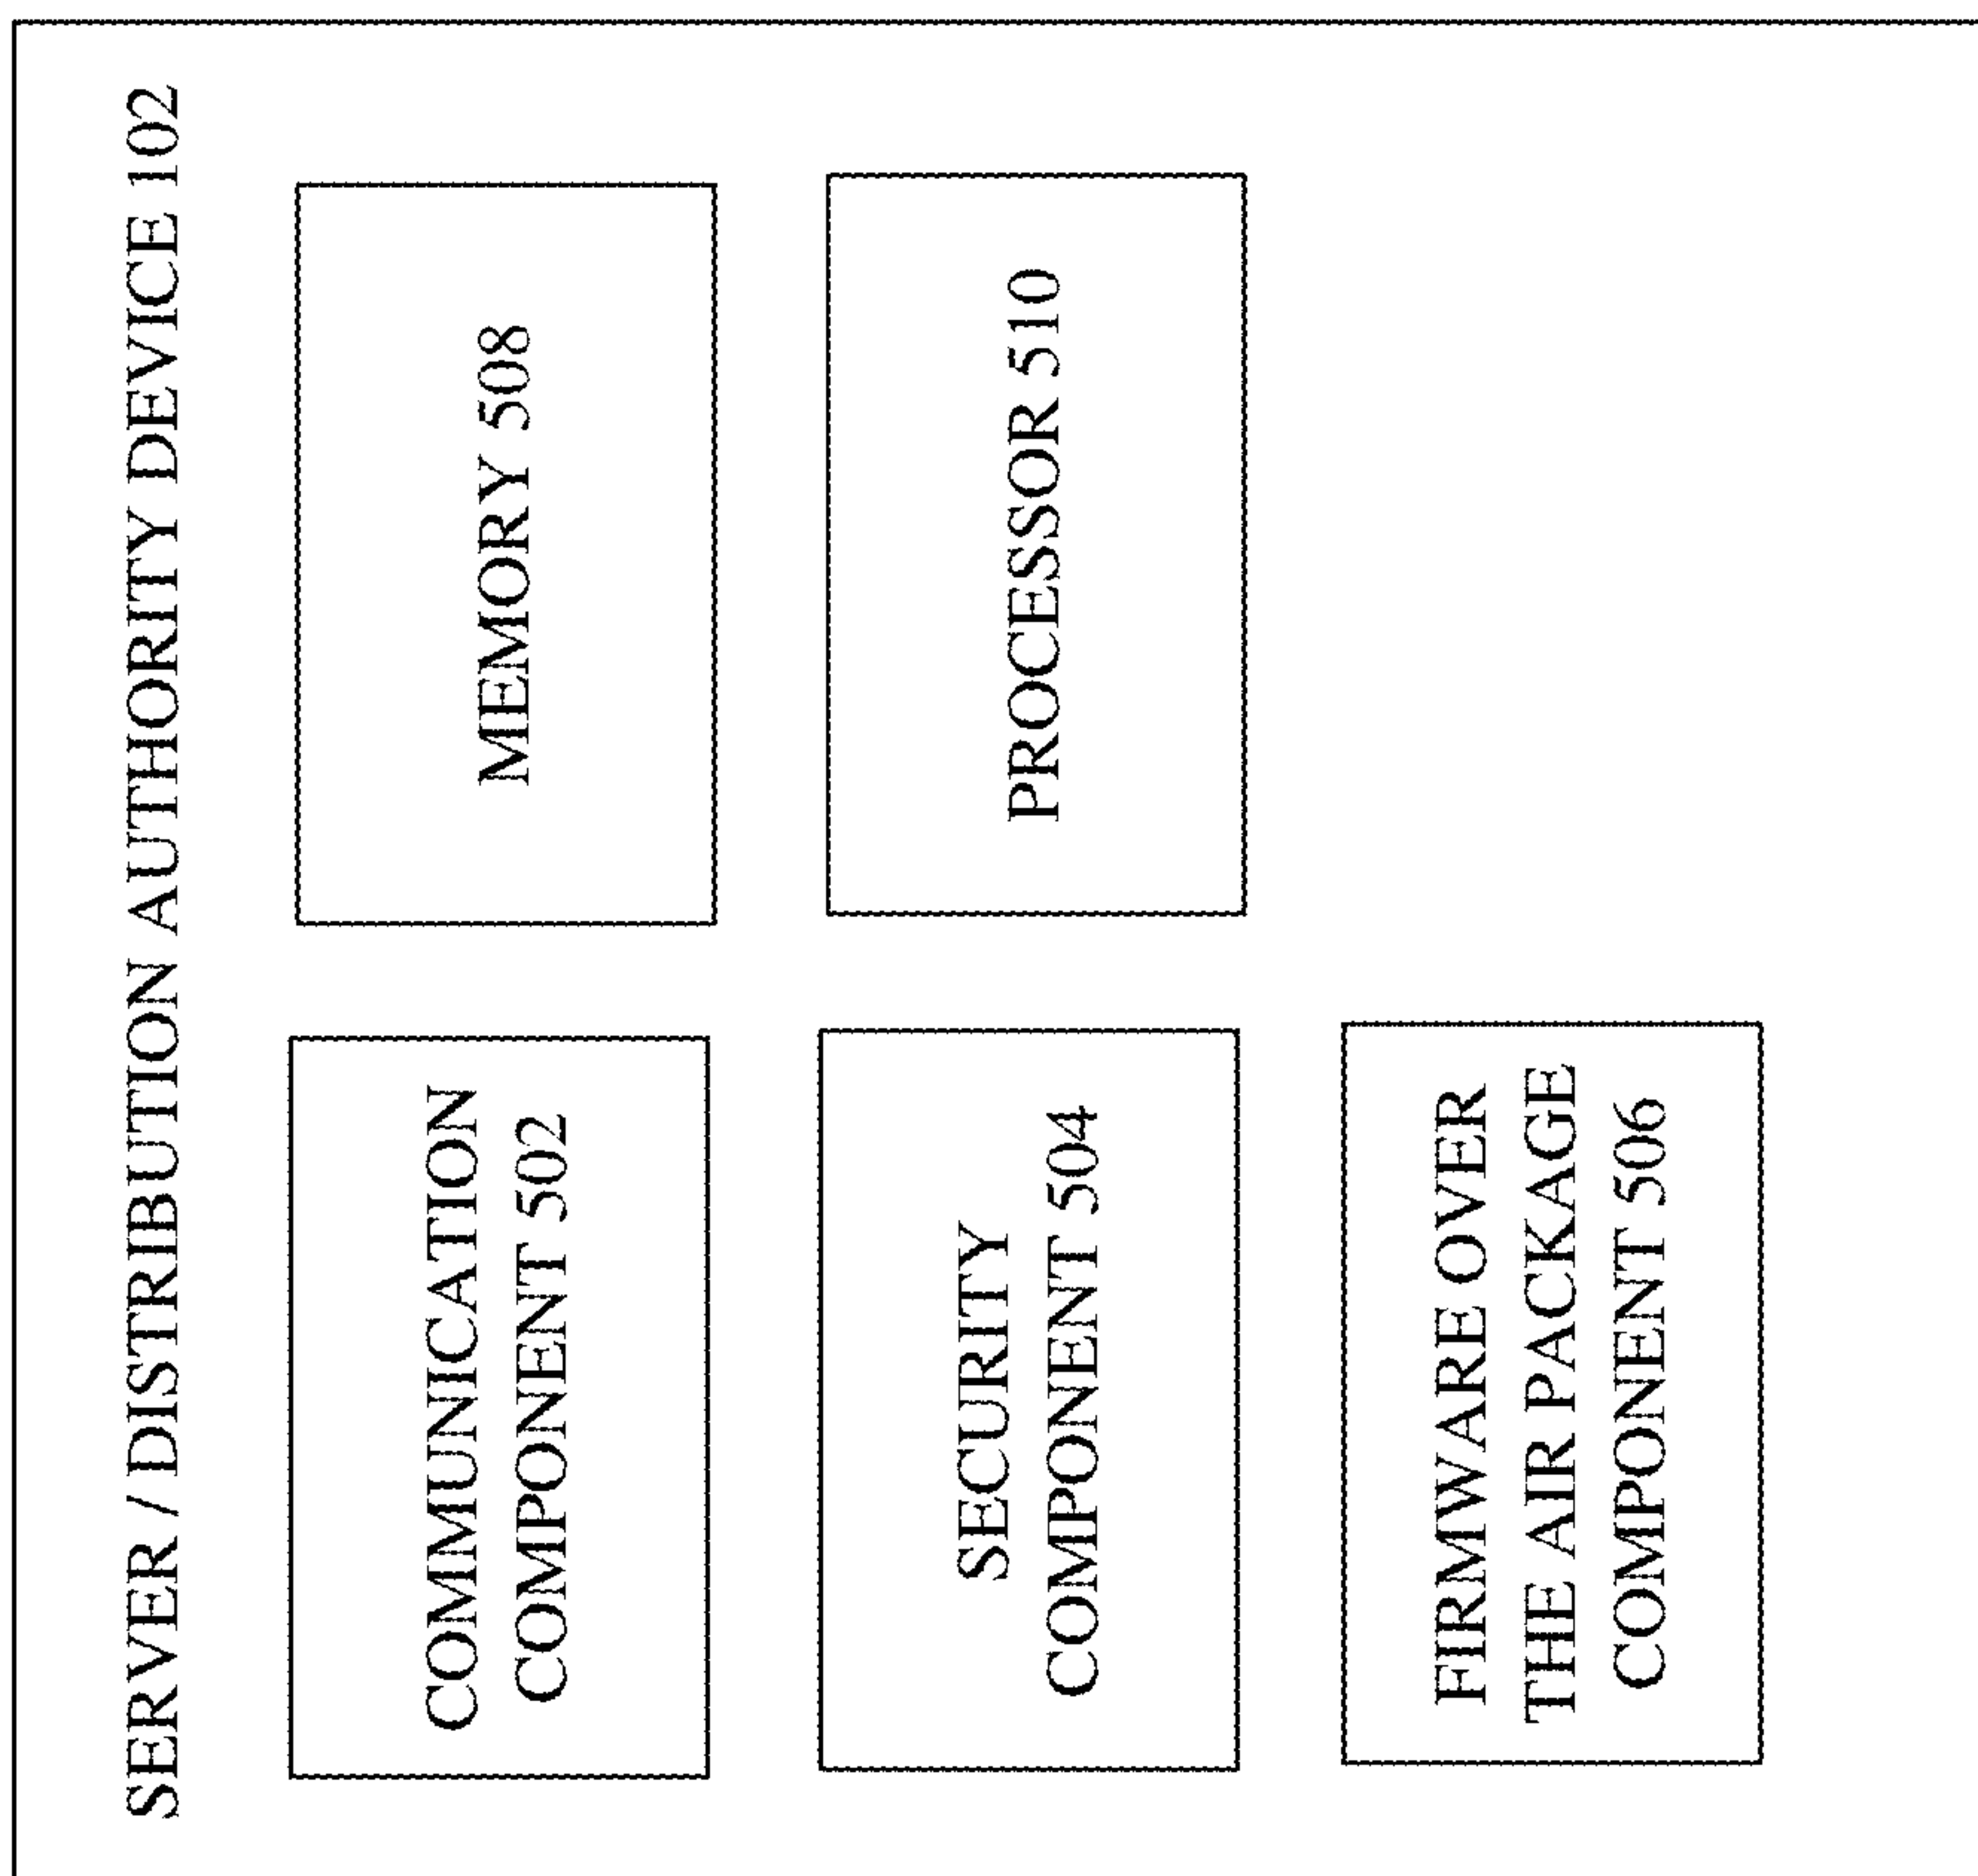 SERVER / DISTRIBUTION AUTHORITY DEVICE 102
COMMUNICATION
COMPONENT 502
MEMORY 508
SECURITY
COMPONENT 504
PROCESSOR 510
FIRMWARE OVER
THE AIR PACKAGE
COMPONENT 506